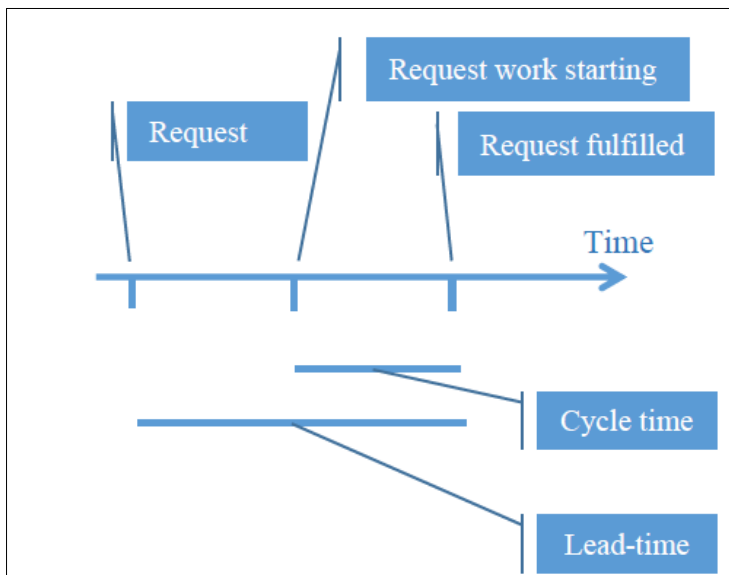 Request work starting
Request
Request fulfilled
Time
Cycle time
Lead-time